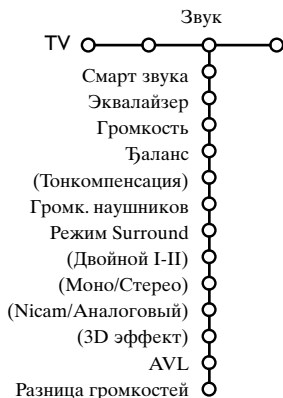 Звук
TV
Смарт звука
Эквалайзер
Громкость
Ђаланс
(Тонкомпенсация)
Громк. наушников
Режим Surround
(Двойной I-II)
(Моно/Стерео)
(Nicam/Аналоговый)
(3D эффект)
AVL
Разница громкостей